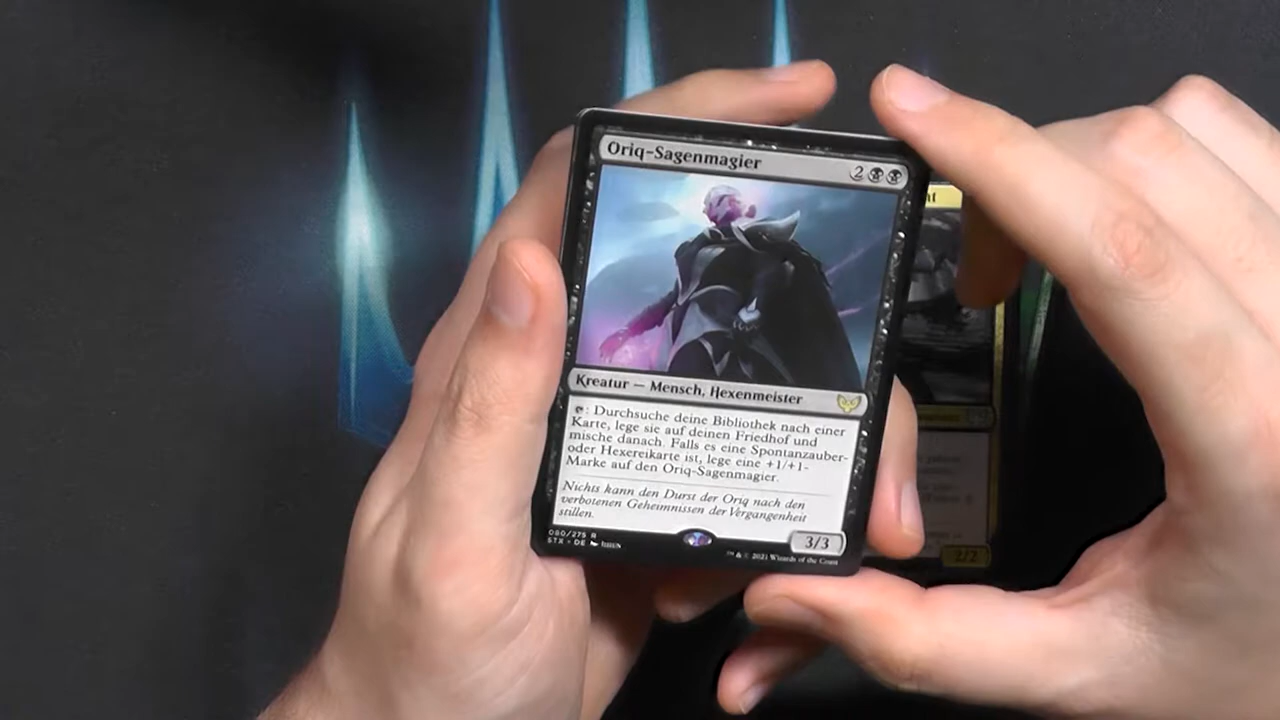 Oriq-Sagenmagier
2
Kreatur — Mensch, Hexenmeister
: Durchsuche deine Bibliothek nach einer
Karte, lege sie auf deinen Friedhof und
mische danach. Falls es eine Spontanzauber-
oder Hexereikarte ist, lege eine +1/+1-
Marke auf den Oriq-Sagenmagier.
Nichts kann den Durst der Oriq nach den
verbotenen Geheimnissen der Vergangenheit
stillen.
3/3
080/275 R
STX • DE
™ & © 2021 Wizards of the Coast
2/2